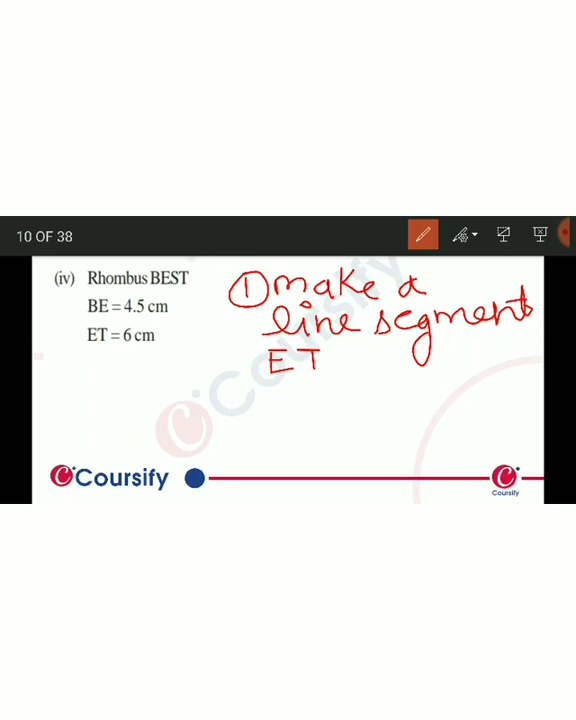 10 OF 38
(iv) Rhombus BEST
BE = 4.5 cm
ET = 6 cm
① make a
line segment
ET
C'Coursify
Coursify
Coursify